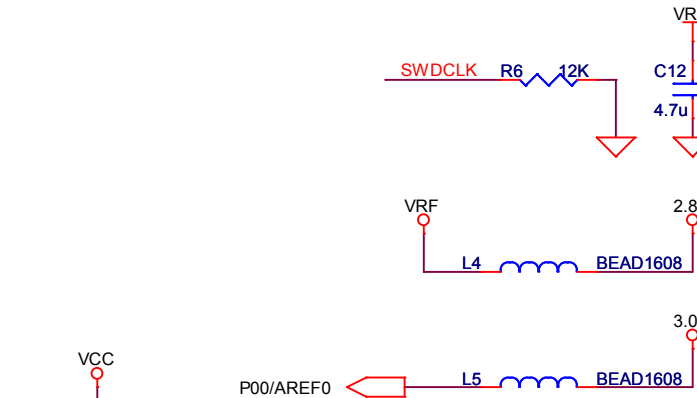 VR
SWDCLK R6 12K C12
4.7u
VRF 2.8
L4 BEAD1608
3.0
VCC
P00/AREF0 L5 BEAD1608